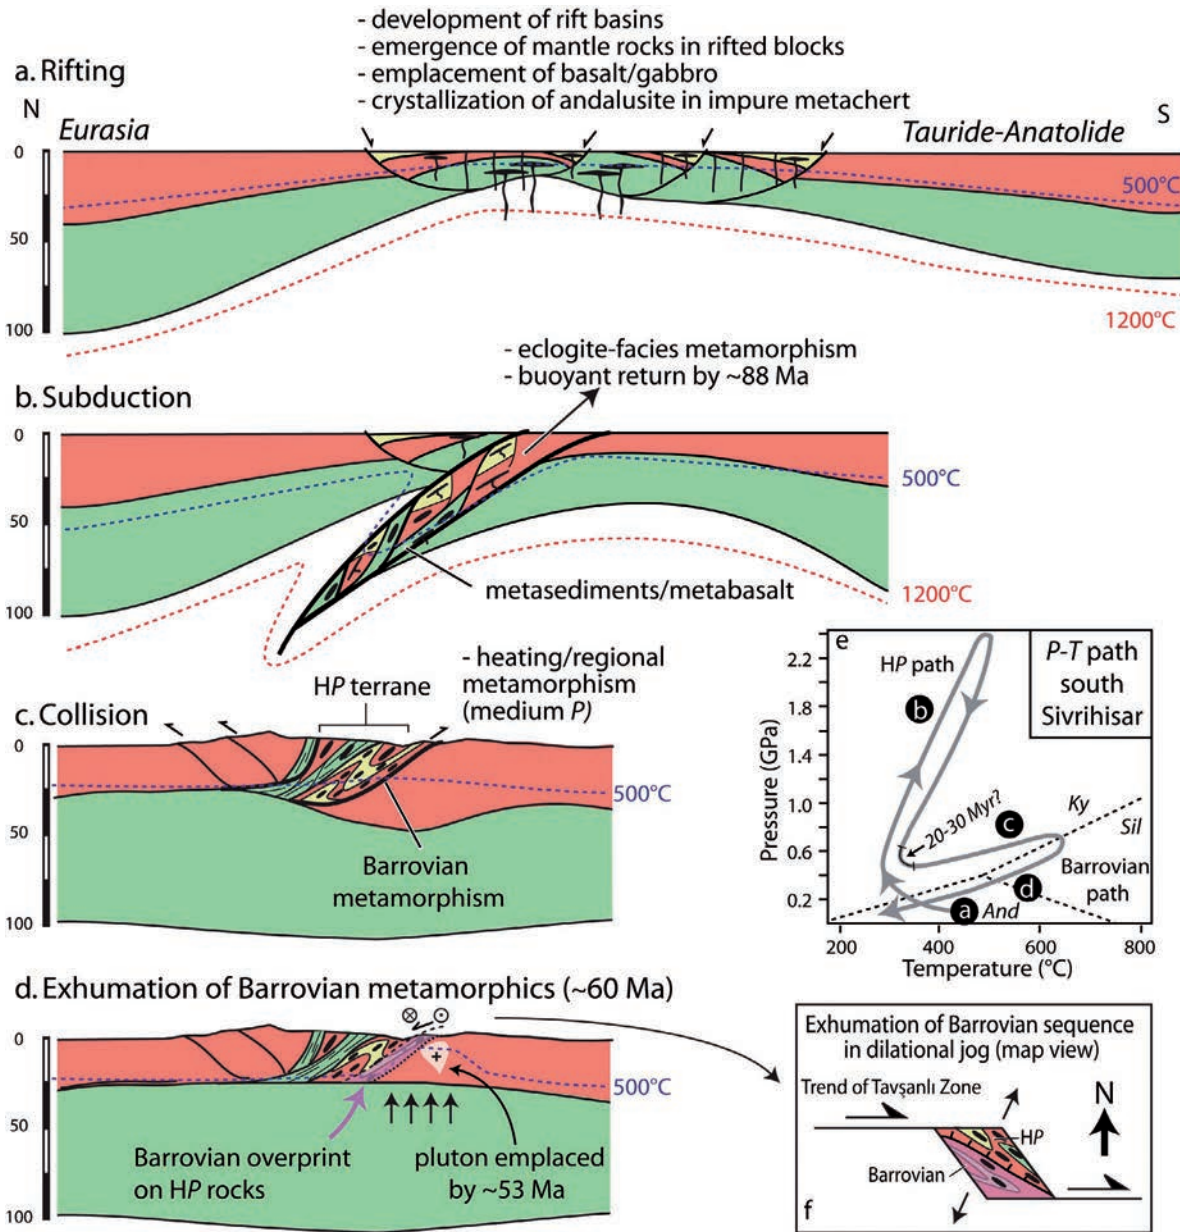 - development of rift basins
- emergence of mantle rocks in rifted blocks
- emplacement of basalt/gabbro
- crystallization of andalusite in impure metachert
a. Rifting
N
S
Eurasia
Tauride-Anatolide
0
50
100
500°C
1200°C
- eclogite-facies metamorphism
- buoyant return by ~88 Ma
b. Subduction
0
50
100
500°C
metasediments/metabasalt
1200°C
- heating/regional
metamorphism
(medium P)
HP terrane
c. Collision
0
50
100
500°C
Barrovian
metamorphism
e
HP path
P-T path
south
Sivrihisar
b
2.2
1.8
1.4
1.0
0.6
0.2
Pressure (GPa)
20-30 Myr?
c
Ky
Sil
Barrovian
path
d
a
And
200
400
600
800
Temperature (°C)
d. Exhumation of Barrovian metamorphics (~60 Ma)
0
50
100
+
500°C
Barrovian overprint
on HP rocks
pluton emplaced
by ~53 Ma
Exhumation of Barrovian sequence
in dilational jog (map view)
Trend of Tavşanlı Zone
N
HP
Barrovian
f